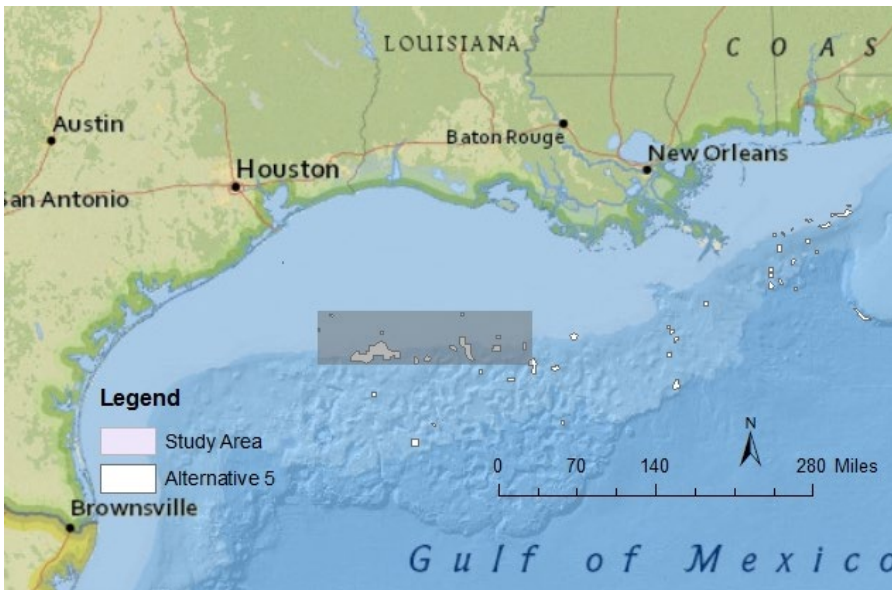 LOUISIANA
C O A S
Austin
Baton Rouge
New Orleans
Houston
San Antonio
Legend
Study Area
Alternative 5
N
0 70 140 280 Miles
Brownsville
Gulf of Mexico